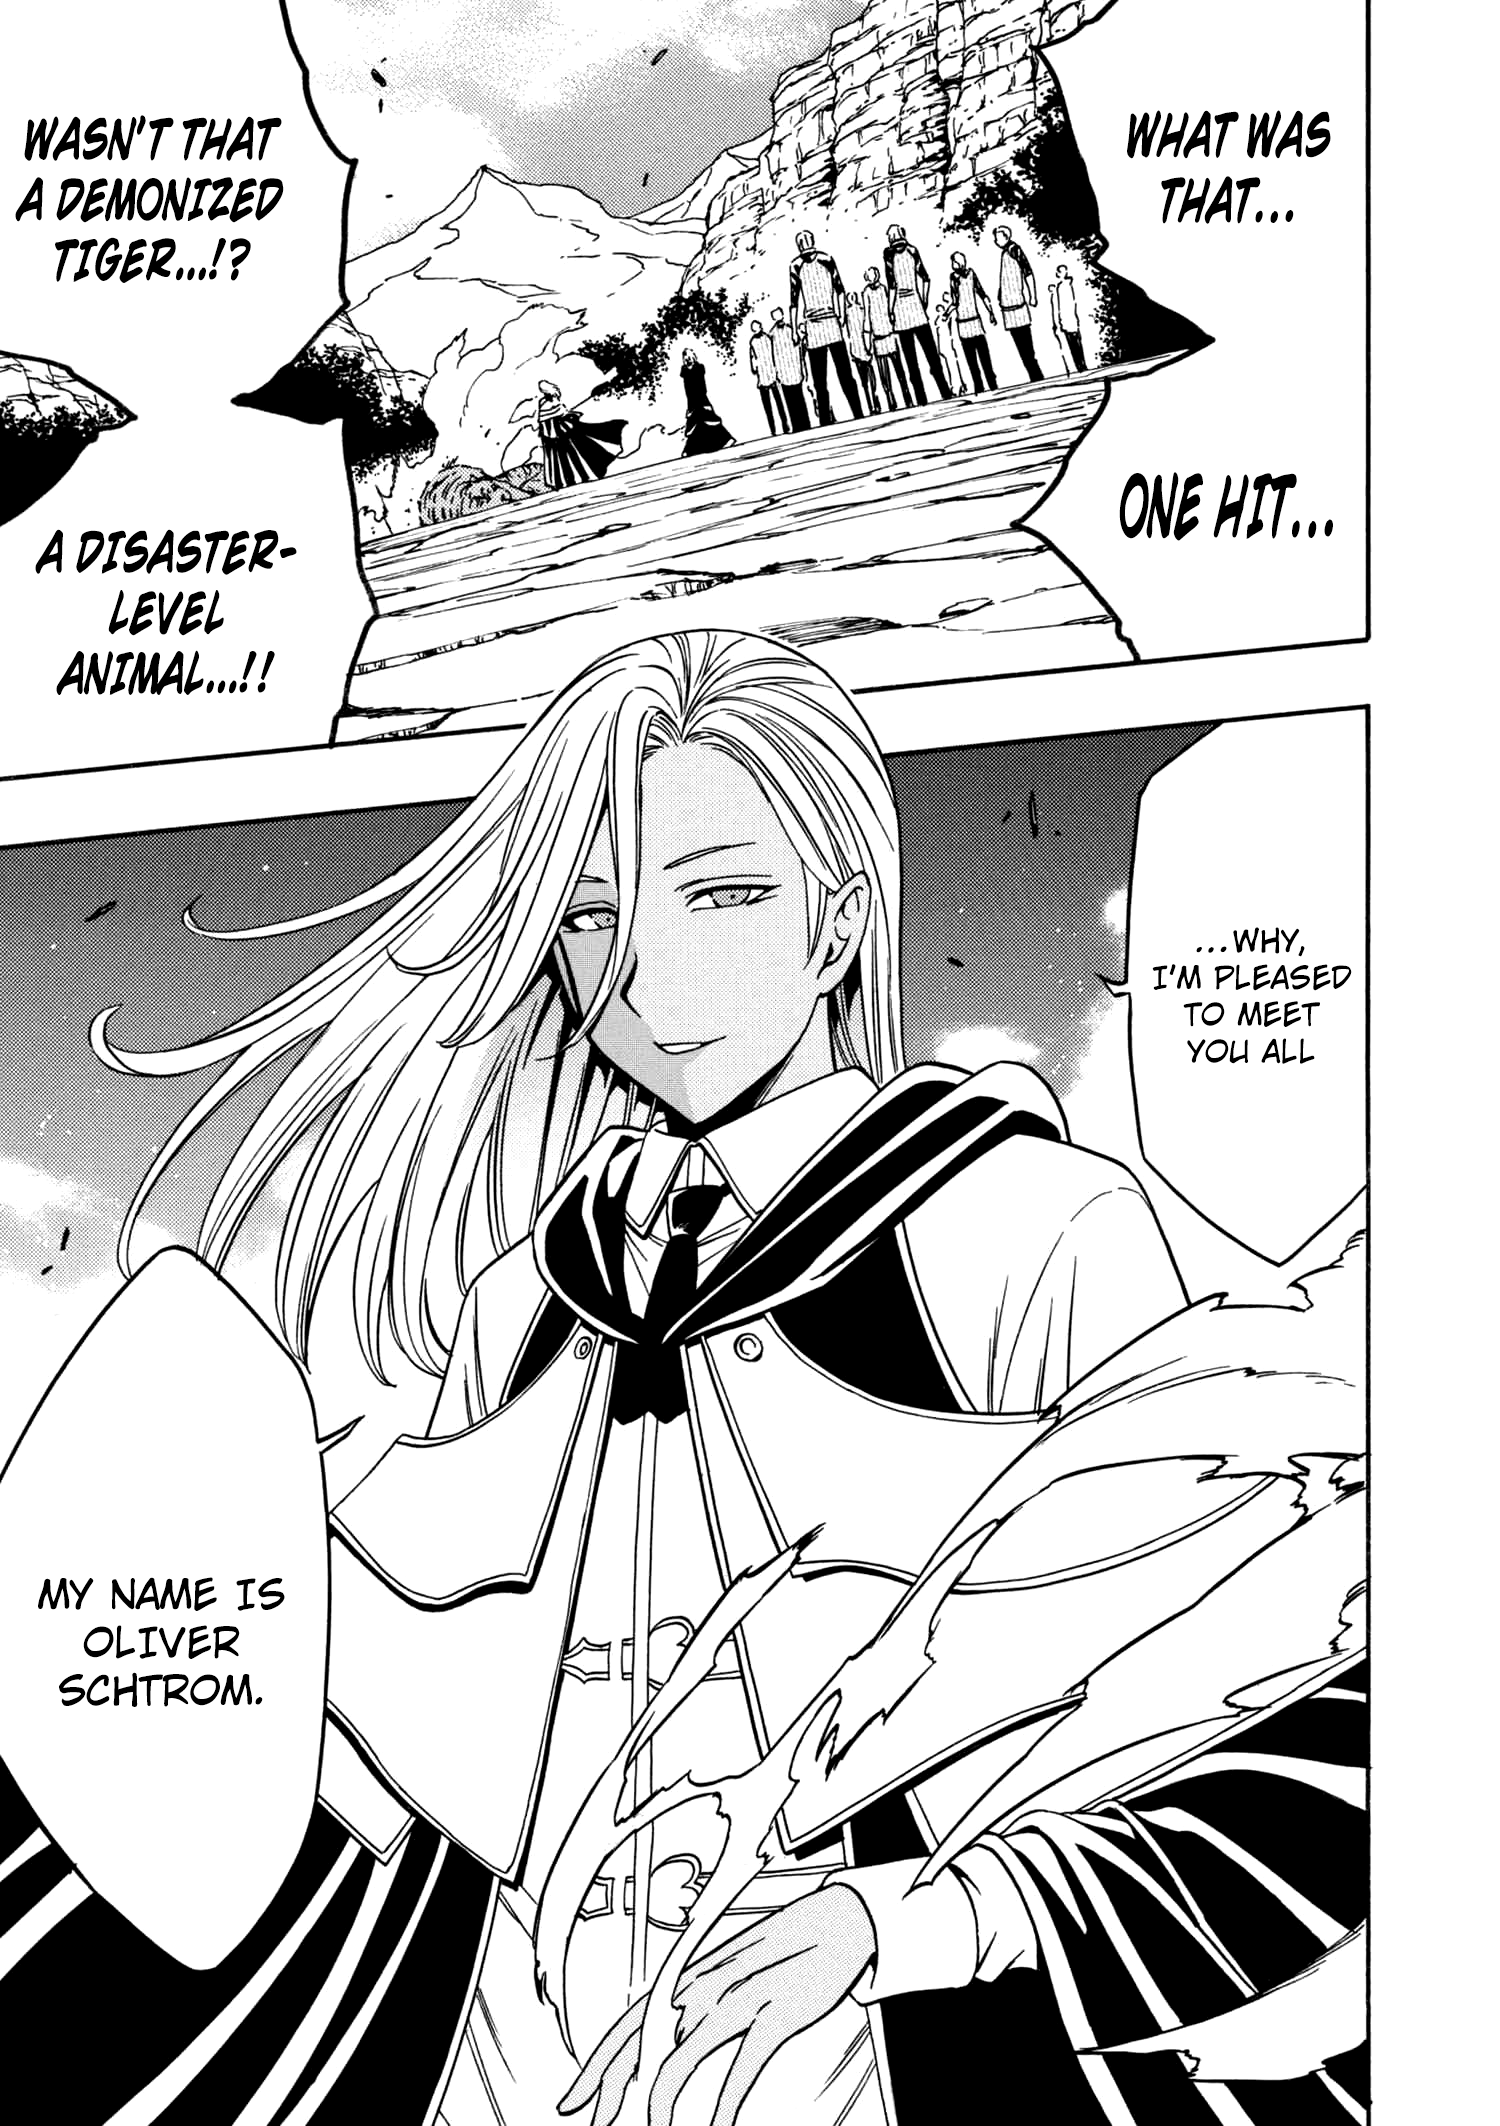 WHAT WAS
THAT...
ONE HIT...
WASN'T THAT
A DEMONIZED
TIGER...!?
A DISASTER-
LEVEL
ANIMAL...!!
...WHY,
I'M PLEASED
TO MEET
YOU ALL
MY NAME IS
OLIVER
SCHTROM.